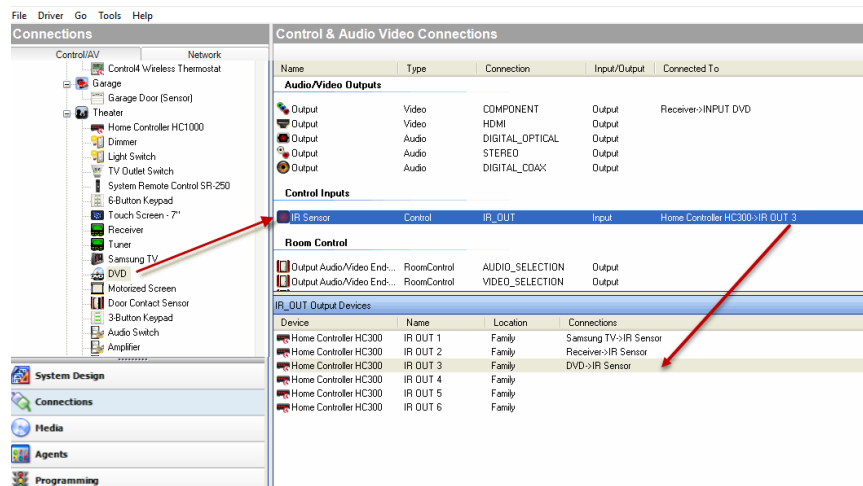 File Driver Go Tools Help
Connections
Control/AV Network
Control4 Wireless Thermostat
Garage
Garage Door (Sensor)
Theater
Home Controller HC1000
Dimmer
Light Switch
TV Outlet Switch
System Remote Control SR-250
6-Button Keypad
Touch Screen - 7"
Receiver
Tuner
Samsung TV
DVD
Motorized Screen
Door Contact Sensor
3-Button Keypad
Audio Switch
Amplifier
System Design
Connections
Media
Agents
Programming
Control & Audio Video Connections
Name Type Connection Input/Output Connected To
Audio/Video Outputs
Output Video COMPONENT Output Receiver->INPUT DVD
Output Video HDMI Output
Output Audio DIGITAL_OPTICAL Output
Output Audio STEREO Output
Output Audio DIGITAL_COAX Output
Control Inputs
IR Sensor Control IR_OUT Input Home Controller HC300->IR OUT 3
Room Control
Output Audio/Video End-... RoomControl AUDIO_SELECTION Output
Output Audio/Video End-... RoomControl VIDEO_SELECTION Output
IR_OUT Output Devices
Device Name Location Connections
Home Controller HC300 IR OUT 1 Family Samsung TV->IR Sensor
Home Controller HC300 IR OUT 2 Family Receiver->IR Sensor
Home Controller HC300 IR OUT 3 Family DVD->IR Sensor
Home Controller HC300 IR OUT 4 Family
Home Controller HC300 IR OUT 5 Family
Home Controller HC300 IR OUT 6 Family